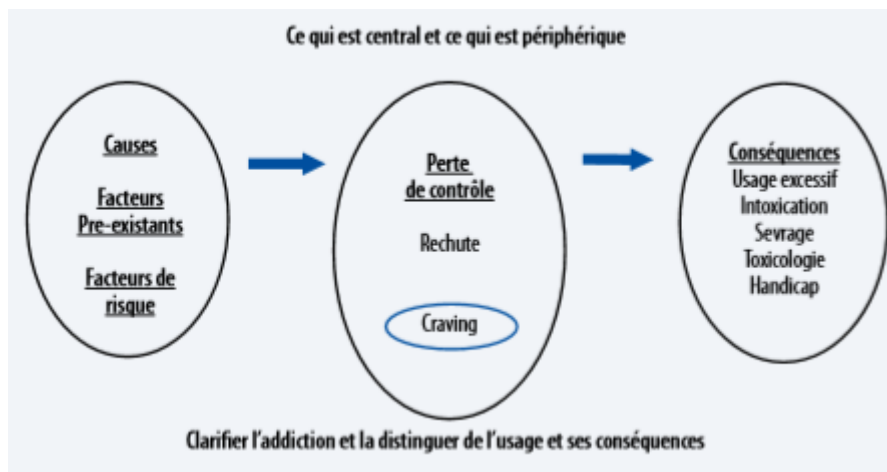 Ce qui est central et ce qui est périphérique
Causes
Facteurs
Pre-existants
Facteurs de
risque
Perte
de contrôle
Rechute
Craving
Conséquences
Usage excessif
Intoxication
Sevrage
Toxicologie
Handicap
Clarifier l'addiction et la distinguer de l'usage et ses conséquences